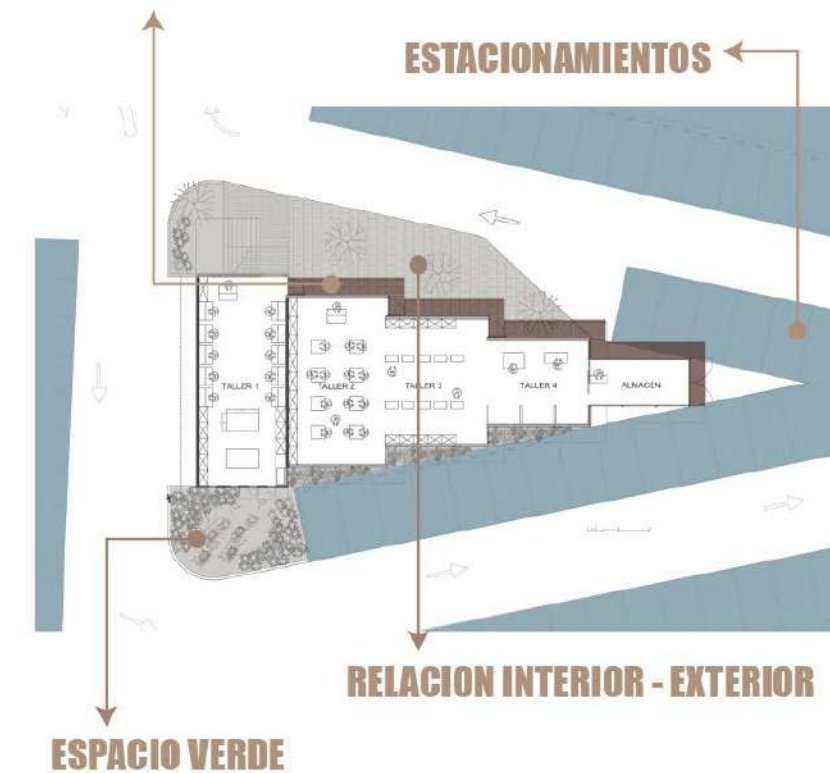 ESTACIONAMIENTOS
TALLER 1
TALLER 2
TALLER 3
TALLER 4
ALMACÉN
RELACION INTERIOR - EXTERIOR
ESPACIO VERDE